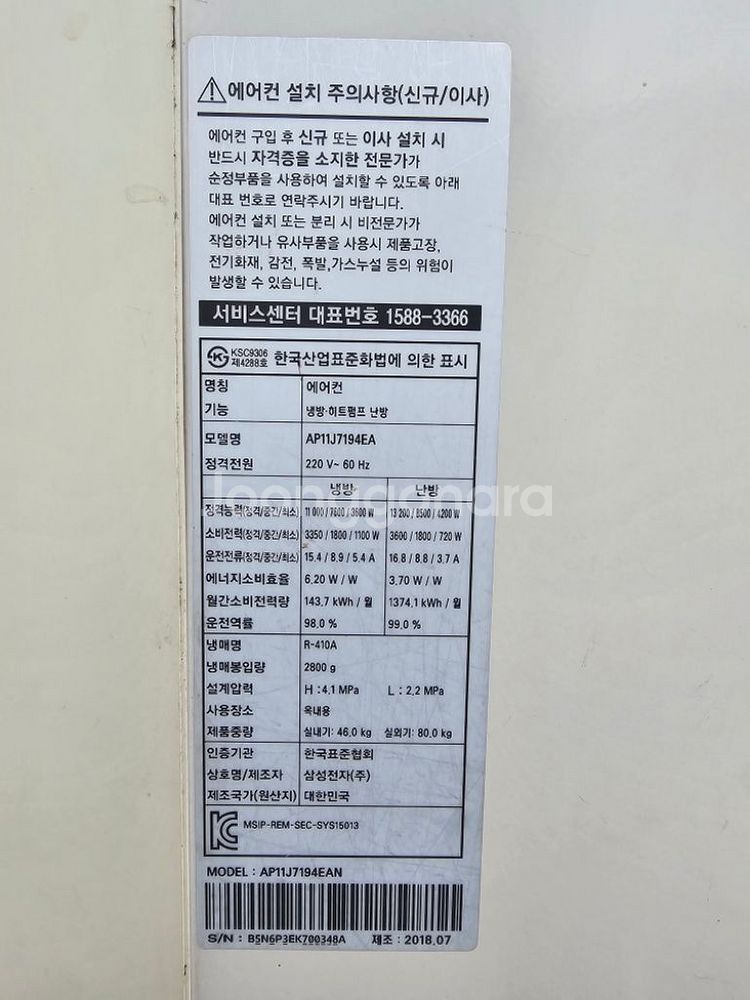 ⚠에어컨 설치 주의사항(신규/이사)
에어컨 구입 후 신규 또는 이사 설치 시
반드시 자격증을 소지한 전문가가
순정부품을 사용하여 설치할 수 있도록 아래
대표 번호로 연락주시기 바랍니다.
에어컨 설치 또는 분리 시 비전문가가
작업하거나 유사부품을 사용시 제품고장,
전기화재, 감전, 폭발,가스누설 등의 위험이
발생할 수 있습니다.
서비스센터 대표번호 1588-3366
KSC9306
제4288호 한국산업표준화법에 의한 표시
명칭 에어컨
기능 냉방·히트펌프 난방
모델명 AP11J7194EA
정격전원 220 V~ 60 Hz
냉방 난방
Joonggonara
정격능력(정격/중간/최소) 11 000 / 7800 / 3600 W 13 200 / 8500 / 4200 W
소비전력(정격/중간/최소) 3350 / 1800 / 1100 W 3600 / 1800 / 720 W
운전전류(정격/중간/최소) 15.4 / 8.9 / 5.4 A 16.8 / 8.8 / 3.7 A
에너지소비효율 6.20 W / W 3.70 W / W
월간소비전력량 143.7 kWh / 월 1374.1 kWh / 월
운전역률 98.0 % 99.0 %
냉매명 R-410A
냉매봉입량 2800 g
설계압력 H : 4.1 MPa L : 2.2 MPa
사용장소 옥내용
제품중량 실내기: 46.0 kg 실외기: 80.0 kg
인증기관 한국표준협회
상호명/제조자 삼성전자(주)
제조국가(원산지) 대한민국
MSIP-REM-SEC-SYS15013
MODEL : AP11J7194EAN
S/N : B5N6P3EK700348A 제조 : 2018.07